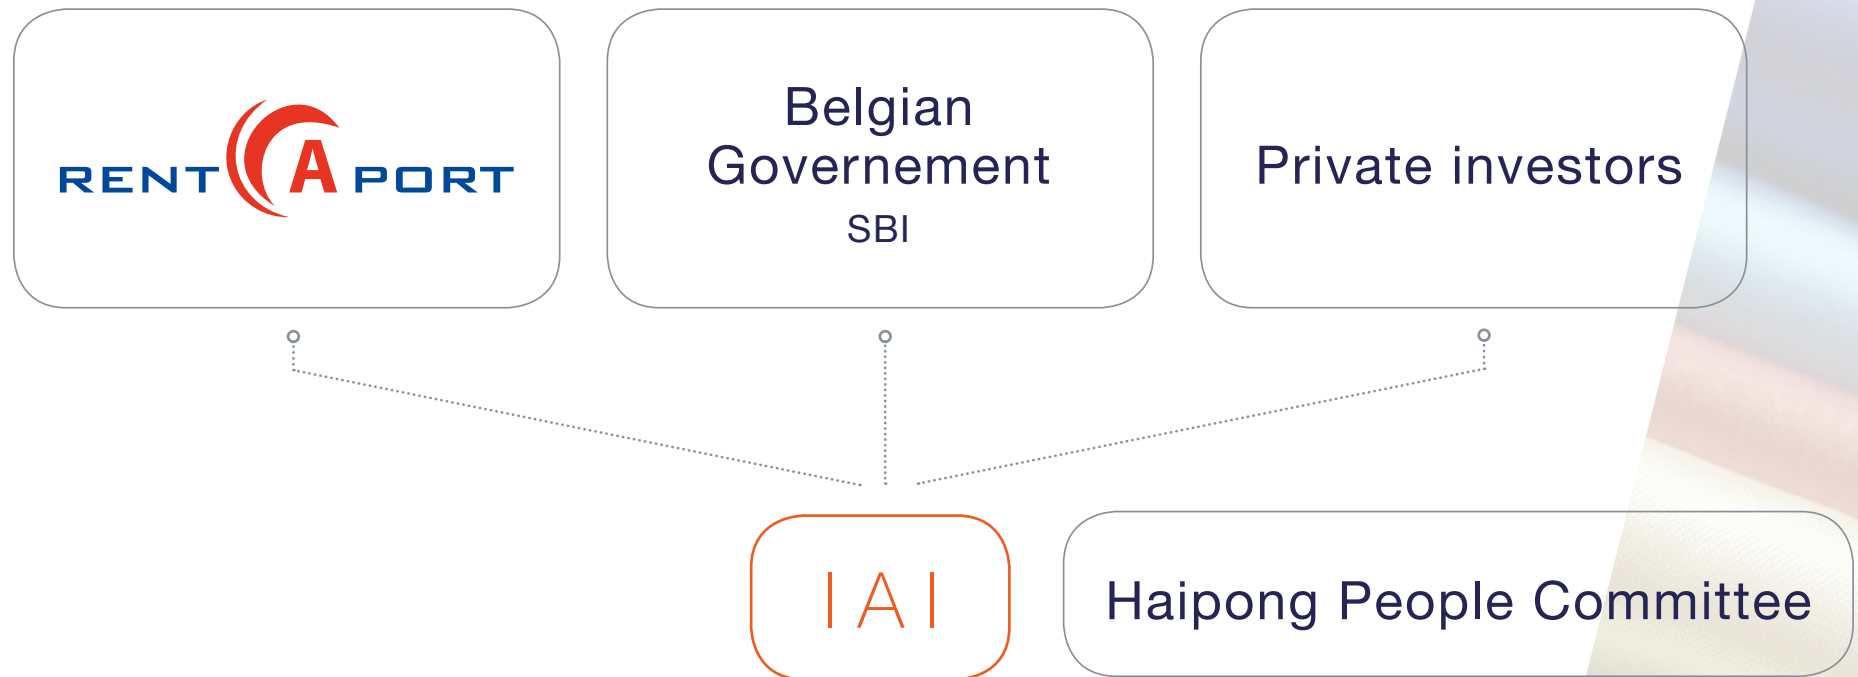 RENT A PORT
Belgian
Governement
SBI
Private investors
IAI
Haipong People Committee